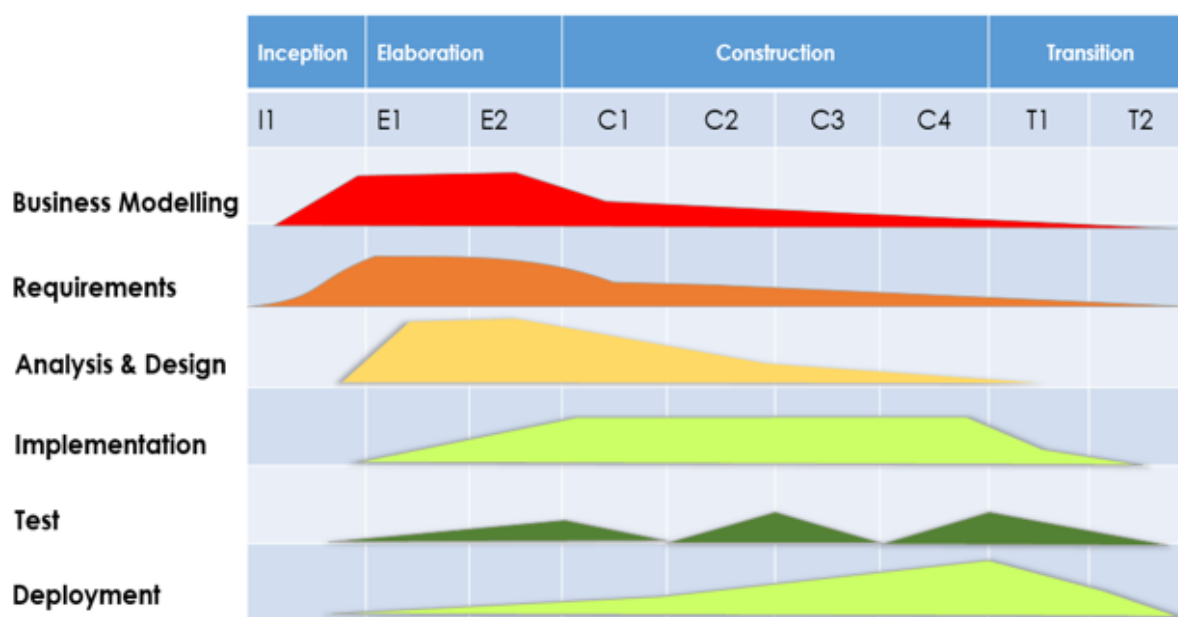 Inception Elaboration Construction Transition
I1 E1 E2 C1 C2 C3 C4 T1 T2
Business Modelling
Requirements
Analysis & Design
Implementation
Test
Deployment